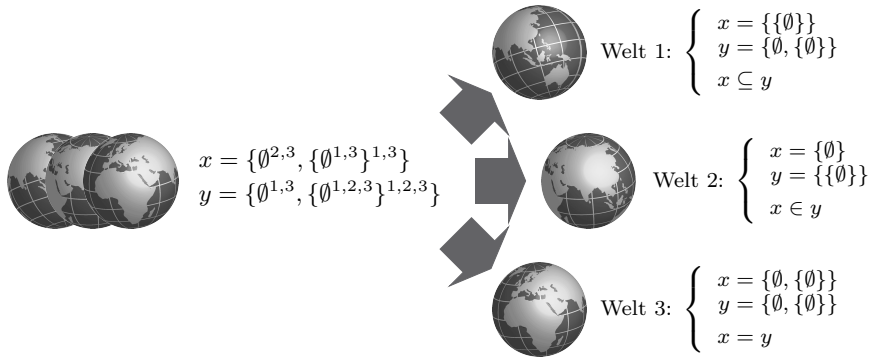 x = {∅^{2,3}, {∅^{1,3}}^{1,3}}
y = {∅^{1,3}, {∅^{1,2,3}}^{1,2,3}}
Welt 1:
x = {{∅}}
y = {∅, {∅}}
x ⊆ y
Welt 2:
x = {∅}
y = {{∅}}
x ∈ y
Welt 3:
x = {∅, {∅}}
y = {∅, {∅}}
x = y